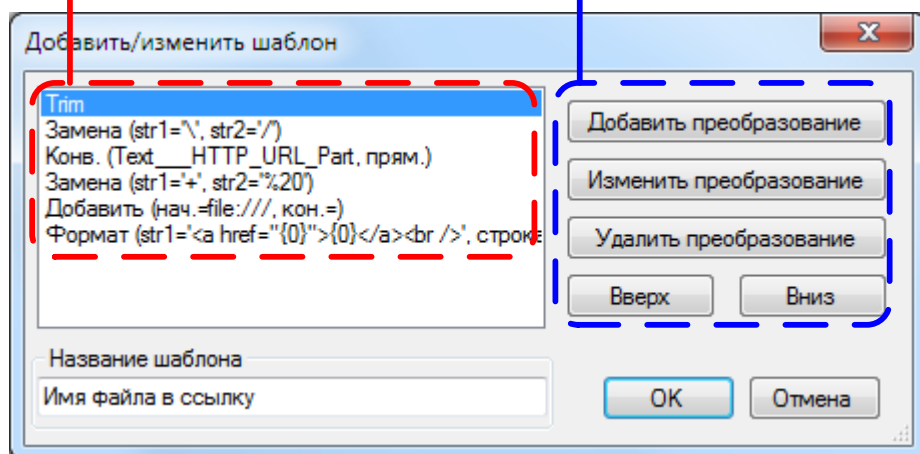 Добавить/изменить шаблон
Trim
Замена (str1='\', str2='/')
Конв. (Text___HTTP_URL_Part, прям.)
Замена (str1='+', str2='%20')
Добавить (нач.=file:///, кон.=)
Формат (str1='<a href="{0}">{0}</a><br />', строке
Добавить преобразование
Изменить преобразование
Удалить преобразование
Вверх
Вниз
Название шаблона
Имя файла в ссылку
OK
Отмена